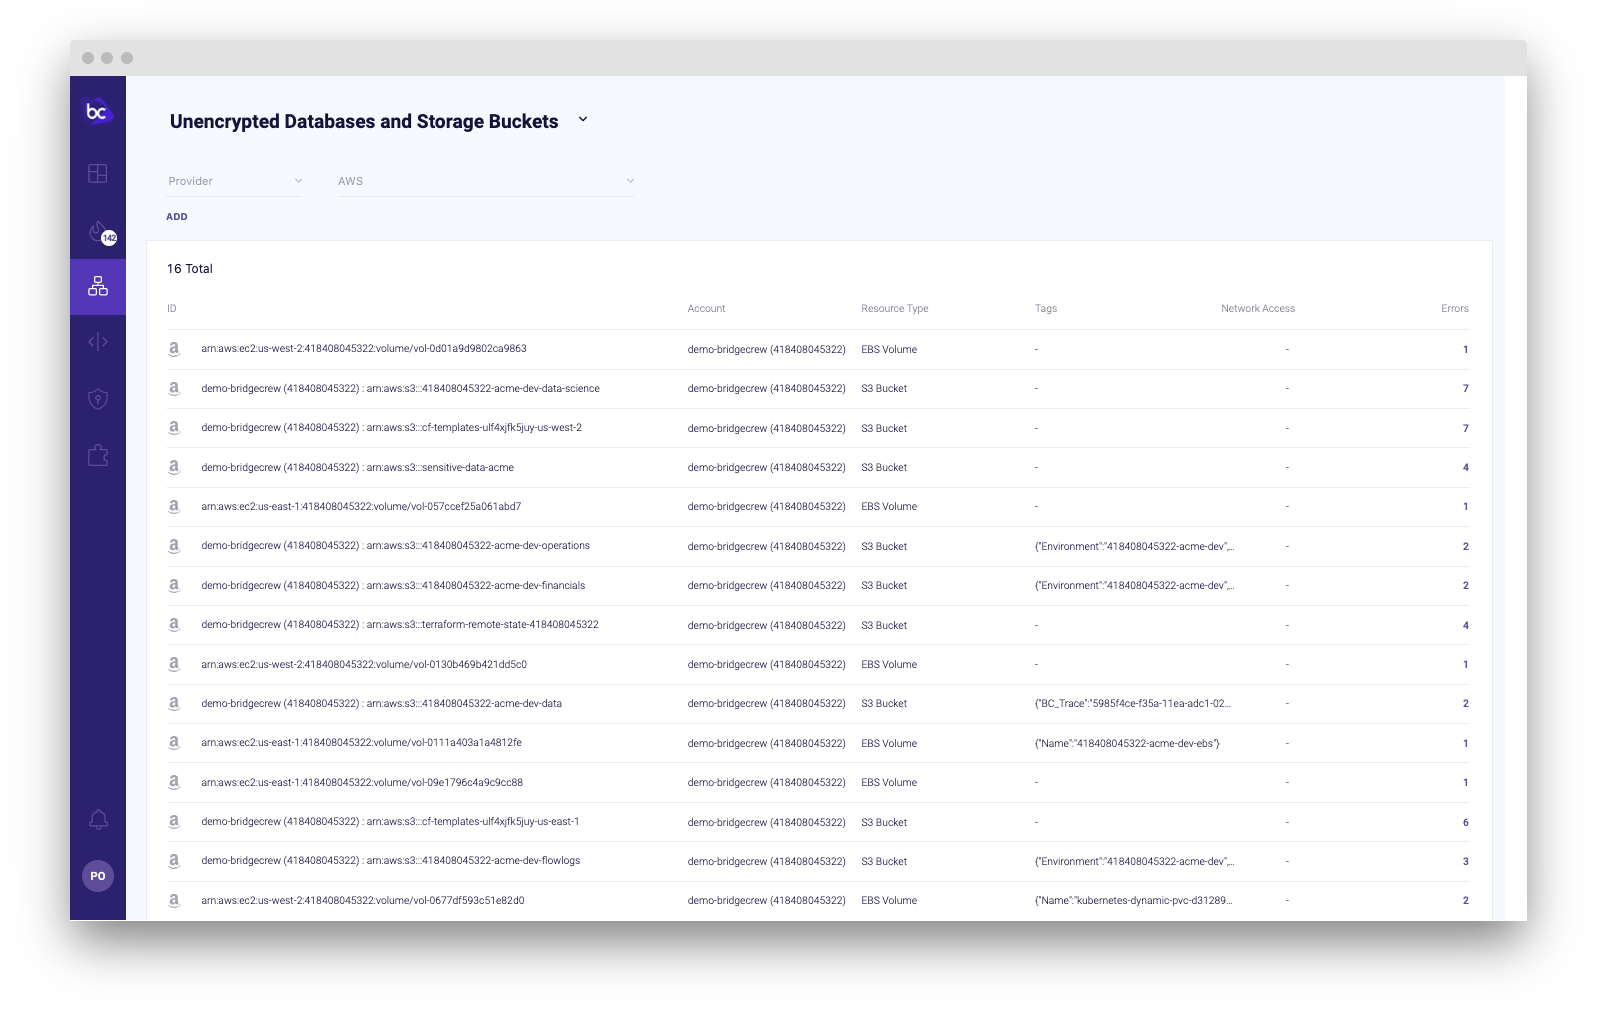 bc
Unencrypted Databases and Storage Buckets
Provider AWS
ADD
142
16 Total
ID Account Resource Type Tags Network Access Errors
arn:aws:ec2:us-west-2:418408045322:volume/vol-0d01a9d9802ca9863 demo-bridgecrew (418408045322) EBS Volume - - 1
demo-bridgecrew (418408045322) : arn:aws:s3:::418408045322-acme-dev-data-science demo-bridgecrew (418408045322) S3 Bucket - - 7
demo-bridgecrew (418408045322) : arn:aws:s3:::cf-templates-ulf4xjfk5juy-us-west-2 demo-bridgecrew (418408045322) S3 Bucket - - 7
demo-bridgecrew (418408045322) : arn:aws:s3:::sensitive-data-acme demo-bridgecrew (418408045322) S3 Bucket - - 4
arn:aws:ec2:us-east-1:418408045322:volume/vol-057ccef25a061abd7 demo-bridgecrew (418408045322) EBS Volume - - 1
demo-bridgecrew (418408045322) : arn:aws:s3:::418408045322-acme-dev-operations demo-bridgecrew (418408045322) S3 Bucket {"Environment":"418408045322-acme-dev",... - 2
demo-bridgecrew (418408045322) : arn:aws:s3:::418408045322-acme-dev-financials demo-bridgecrew (418408045322) S3 Bucket {"Environment":"418408045322-acme-dev",... - 2
demo-bridgecrew (418408045322) : arn:aws:s3:::terraform-remote-state-418408045322 demo-bridgecrew (418408045322) S3 Bucket - - 4
arn:aws:ec2:us-west-2:418408045322:volume/vol-0130b469b421dd5c0 demo-bridgecrew (418408045322) EBS Volume - - 1
demo-bridgecrew (418408045322) : arn:aws:s3:::418408045322-acme-dev-data demo-bridgecrew (418408045322) S3 Bucket {"BC_Trace":"5985f4ce-f35a-11ea-adc1-02... - 2
arn:aws:ec2:us-east-1:418408045322:volume/vol-0111a403a1a4812fe demo-bridgecrew (418408045322) EBS Volume {"Name":"418408045322-acme-dev-ebs"} - 1
arn:aws:ec2:us-east-1:418408045322:volume/vol-09e1796c4a9c9cc88 demo-bridgecrew (418408045322) EBS Volume - - 1
demo-bridgecrew (418408045322) : arn:aws:s3:::cf-templates-ulf4xjfk5juy-us-east-1 demo-bridgecrew (418408045322) S3 Bucket - - 6
demo-bridgecrew (418408045322) : arn:aws:s3:::418408045322-acme-dev-flowlogs demo-bridgecrew (418408045322) S3 Bucket {"Environment":"418408045322-acme-dev",... - 3
PO
arn:aws:ec2:us-west-2:418408045322:volume/vol-0677df593c51e82d0 demo-bridgecrew (418408045322) EBS Volume {"Name":"kubernetes-dynamic-pvc-d31289... - 2